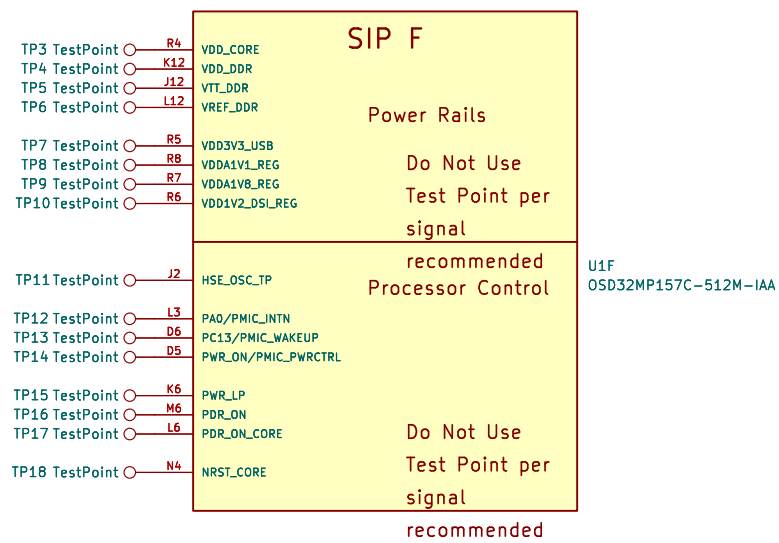 SIP F
TP3 TestPoint R4 VDD_CORE
TP4 TestPoint K12 VDD_DDR
TP5 TestPoint J12 VTT_DDR
TP6 TestPoint L12 VREF_DDR
Power Rails
TP7 TestPoint R5 VDD3V3_USB
TP8 TestPoint R8 VDDA1V1_REG
TP9 TestPoint R7 VDDA1V8_REG
TP10 TestPoint R6 VDD1V2_DSI_REG
Do Not Use
Test Point per
signal
recommended
Processor Control
U1F
OSD32MP157C-512M-IAA
TP11 TestPoint J2 HSE_OSC_TP
TP12 TestPoint L3 PA0/PMIC_INTN
TP13 TestPoint D6 PC13/PMIC_WAKEUP
TP14 TestPoint D5 PWR_ON/PMIC_PWRCTRL
TP15 TestPoint K6 PWR_LP
TP16 TestPoint M6 PDR_ON
TP17 TestPoint L6 PDR_ON_CORE
TP18 TestPoint N4 NRST_CORE
Do Not Use
Test Point per
signal
recommended